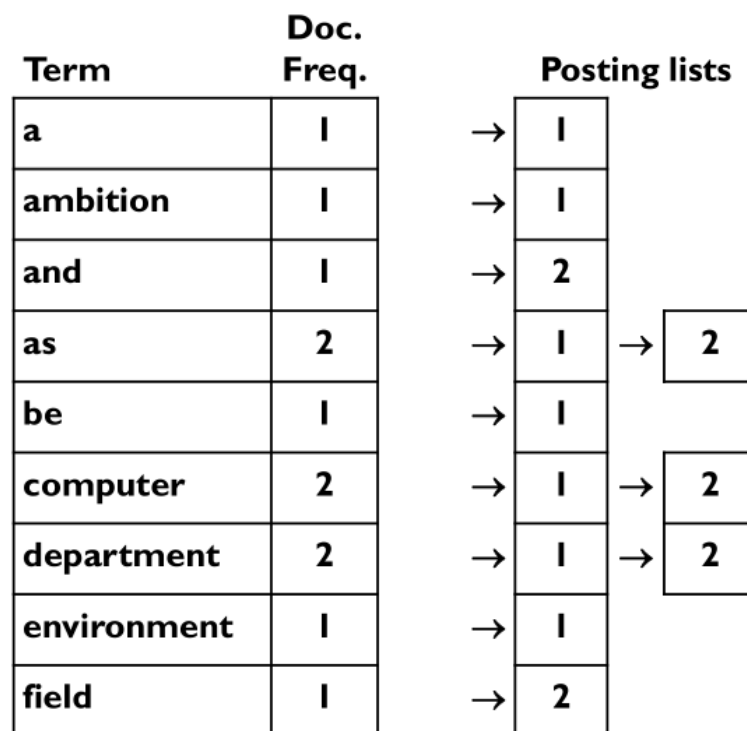 Doc.
Term Freq. Posting lists
a 1 → 1
ambition 1 → 1
and 1 → 2
as 2 → 1 → 2
be 1 → 1
computer 2 → 1 → 2
department 2 → 1 → 2
environment 1 → 1
field 1 → 2